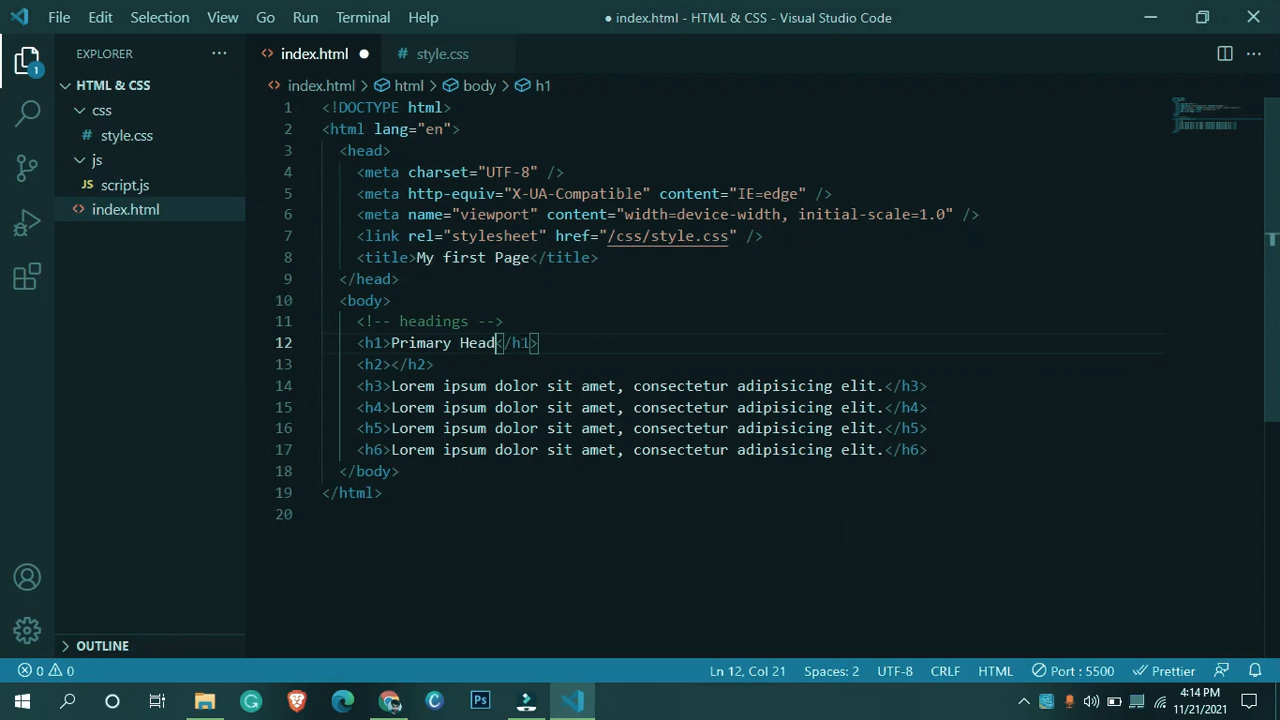 File Edit Selection View Go Run Terminal Help ● index.html - HTML & CSS - Visual Studio Code
EXPLORER ··· <> index.html ● # style.css ···
1
HTML & CSS <> index.html > html > body > h1
css
# style.css
js
JS script.js
<> index.html
1 <!DOCTYPE html>
2 <html lang="en">
3 <head>
4 <meta charset="UTF-8" />
5 <meta http-equiv="X-UA-Compatible" content="IE=edge" />
6 <meta name="viewport" content="width=device-width, initial-scale=1.0" />
7 <link rel="stylesheet" href="/css/style.css" />
8 <title>My first Page</title>
9 </head>
10 <body>
11 <!-- headings -->
12 <h1>Primary Head</h1>
13 <h2></h2>
14 <h3>Lorem ipsum dolor sit amet, consectetur adipisicing elit.</h3>
15 <h4>Lorem ipsum dolor sit amet, consectetur adipisicing elit.</h4>
16 <h5>Lorem ipsum dolor sit amet, consectetur adipisicing elit.</h5>
17 <h6>Lorem ipsum dolor sit amet, consectetur adipisicing elit.</h6>
18 </body>
19 </html>
20
OUTLINE
0 0 Ln 12, Col 21 Spaces: 2 UTF-8 CRLF HTML Port : 5500 Prettier
Ps 4:14 PM
11/21/2021